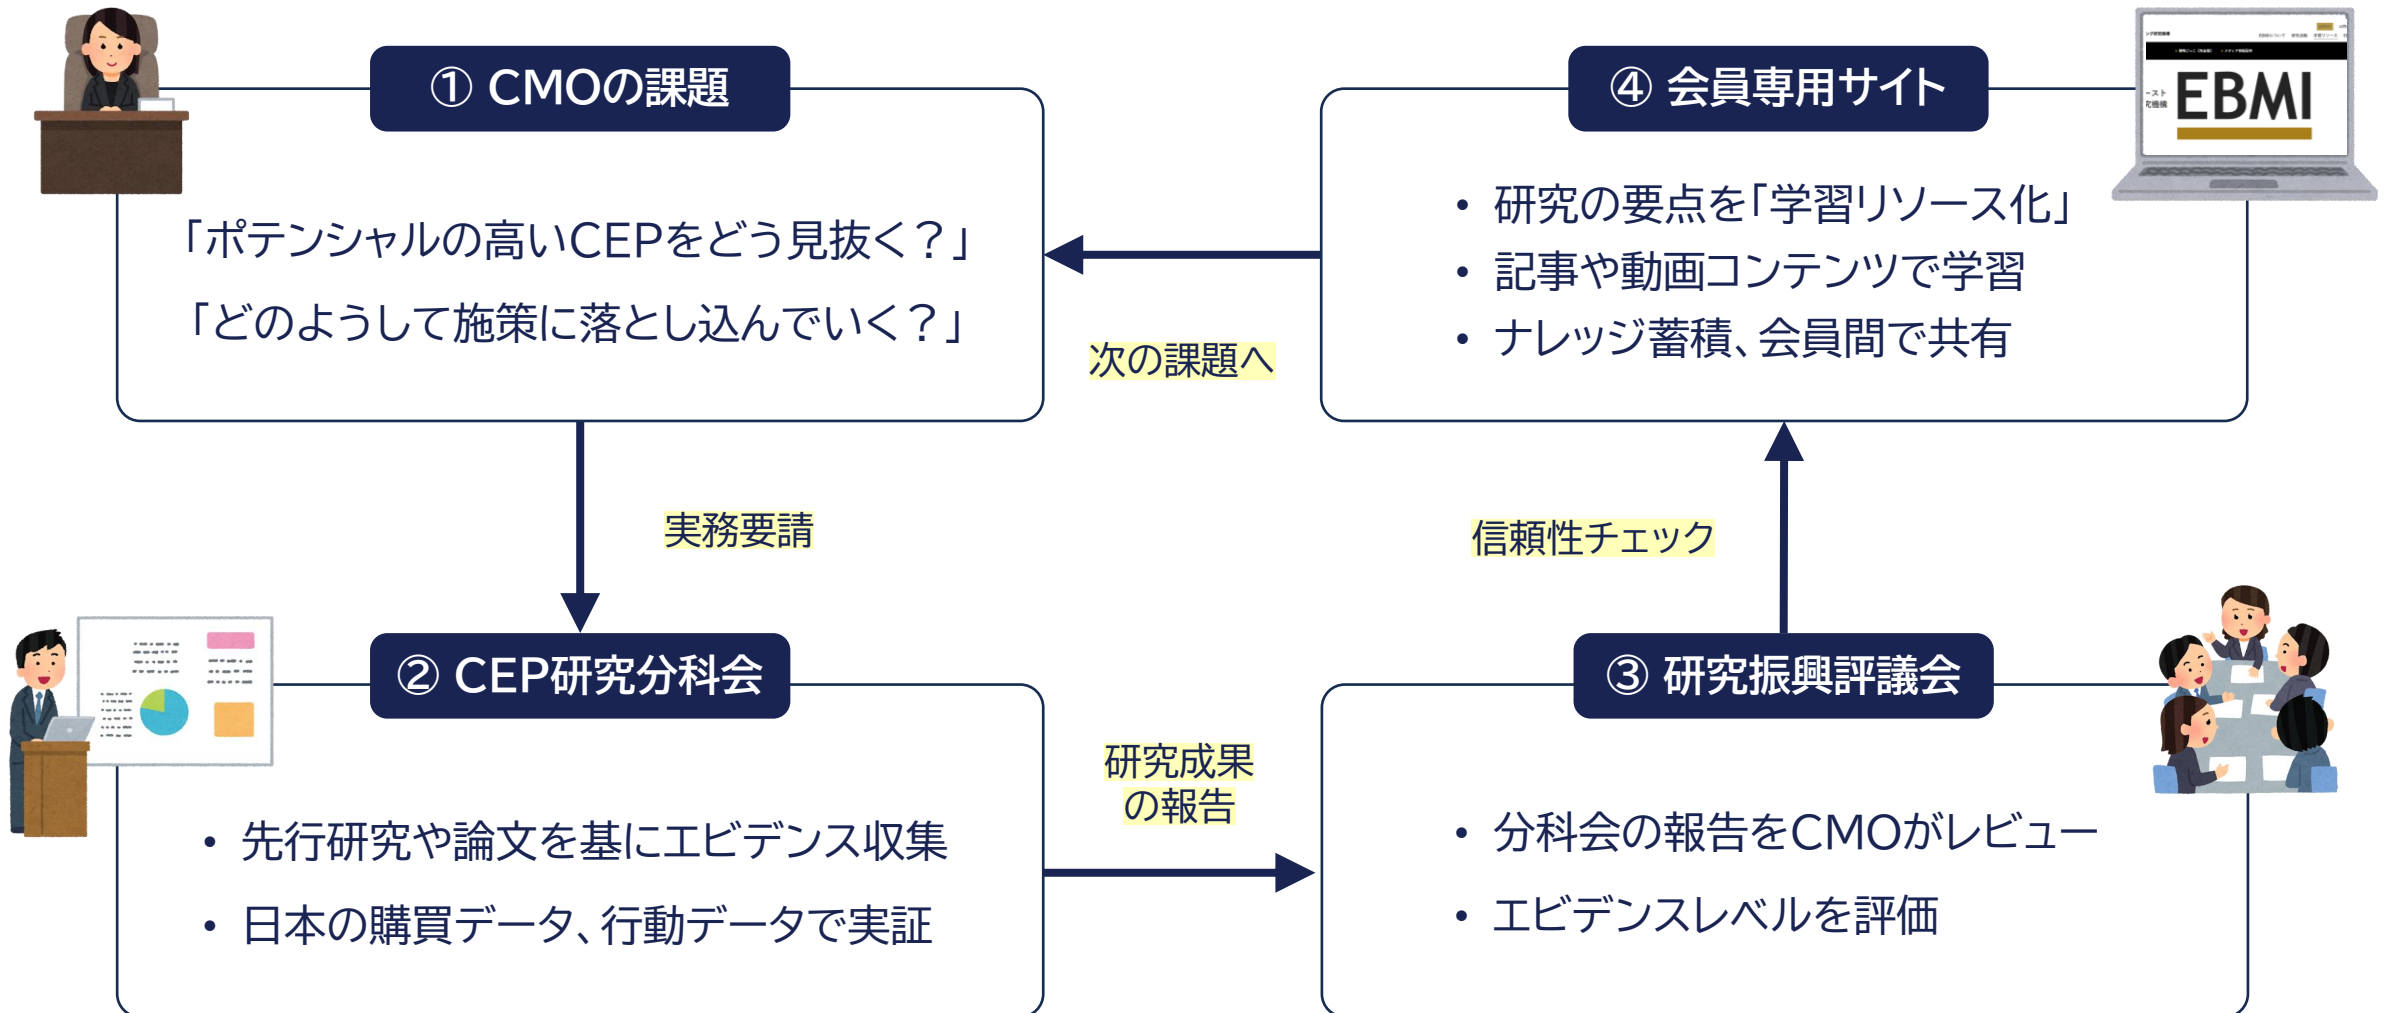 ① CMOの課題
「ポテンシャルの高いCEPをどう見抜く?」
「どのようして施策に落とし込んでいく?」
④ 会員専用サイト
EBMI
・ 研究の要点を「学習リソース化」
・ 記事や動画コンテンツで学習
・ ナレッジ蓄積、会員間で共有
次の課題へ
実務要請
信頼性チェック
② CEP研究分科会
・ 先行研究や論文を基にエビデンス収集
・ 日本の購買データ、行動データで実証
研究成果
の報告
③ 研究振興評議会
・ 分科会の報告をCMOがレビュー
・ エビデンスレベルを評価